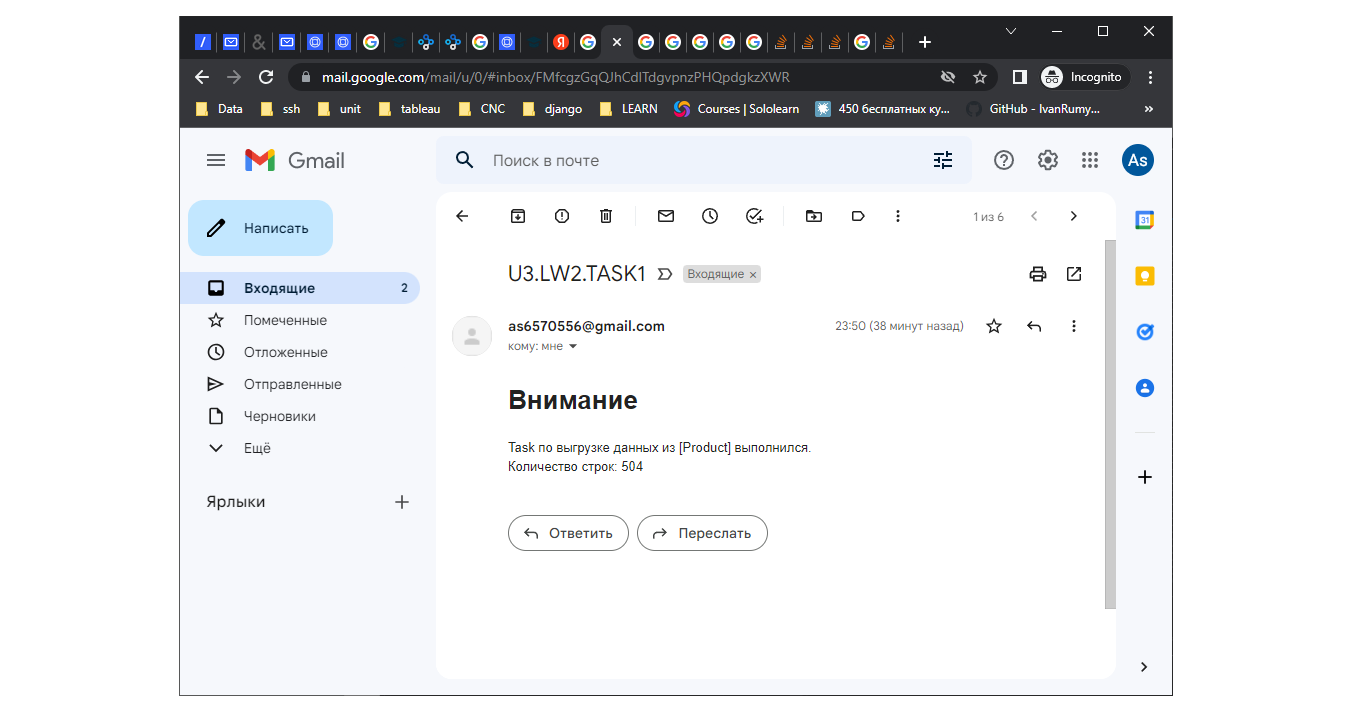 mail.google.com/mail/u/0/#inbox/FMfcgzGqQJhCdlTdgvpnzPHQpdgkzXWR
Incognito
Data ssh unit tableau CNC django LEARN Courses | Sololearn 450 бесплатных ку... GitHub - IvanRumy... »
Gmail
Поиск в почте
As
Написать
1 из 6
31
U3.LW2.TASK1 Входящие ×
Входящие 2
Помеченные
Отложенные
Отправленные
Черновики
Ещё
Ярлыки
as6570556@gmail.com
23:50 (38 минут назад)
кому: мне
Внимание
Task по выгрузке данных из [Product] выполнился.
Количество строк: 504
Ответить
Переслать